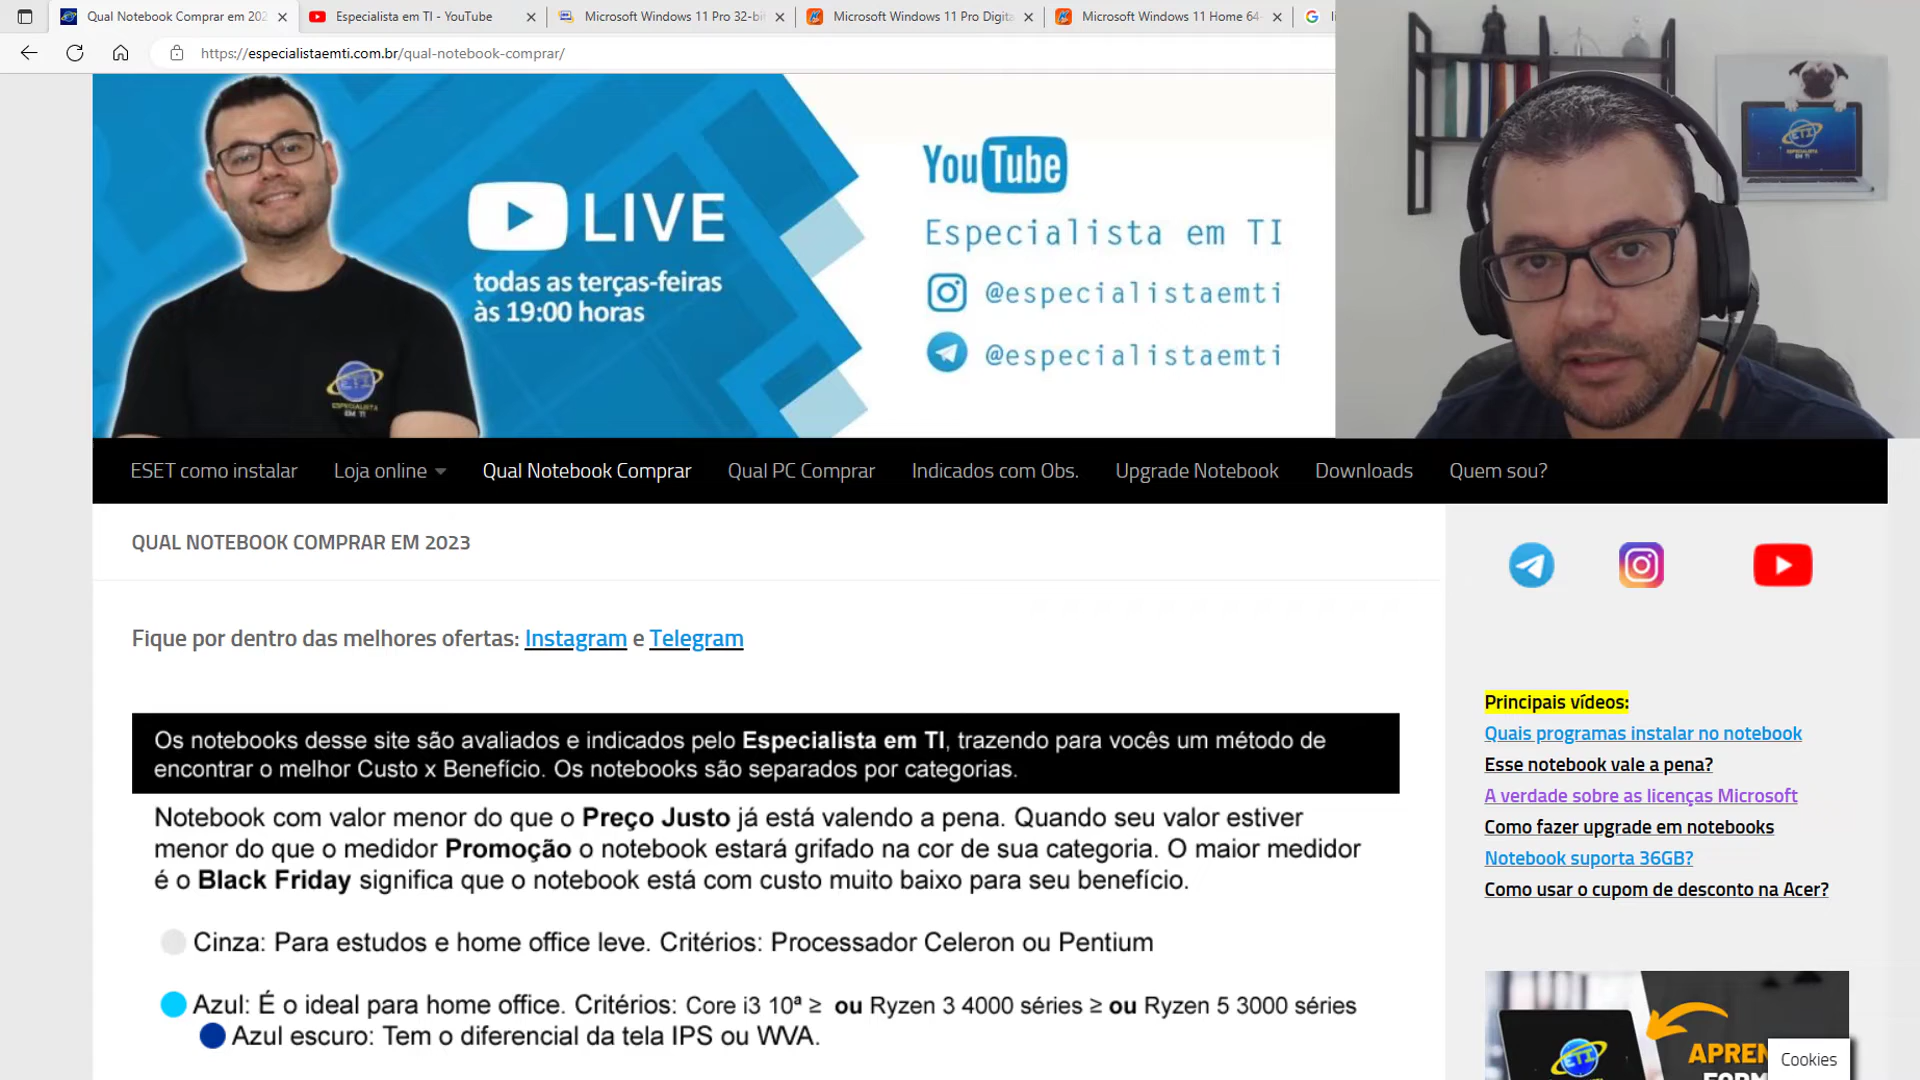 Qual Notebook Comprar em 202
Especialista em TI - YouTube
Microsoft Windows 11 Pro 32-bi
Microsoft Windows 11 Pro Digita
Microsoft Windows 11 Home 64
https://especialistaemti.com.br/qual-notebook-comprar/
YouTube
LIVE
todas as terças-feiras
às 19:00 horas
Especialista em TI
@especialistaemti
@especialistaemti
ETI
ESPECIALISTA
EM TI
ETI
ESPECIALISTA
EM TI
ESET como instalar
Loja online
Qual Notebook Comprar
Qual PC Comprar
Indicados com Obs.
Upgrade Notebook
Downloads
Quem sou?
QUAL NOTEBOOK COMPRAR EM 2023
Fique por dentro das melhores ofertas: Instagram e Telegram
Os notebooks desse site são avaliados e indicados pelo Especialista em TI, trazendo para vocês um método de
encontrar o melhor Custo x Benefício. Os notebooks são separados por categorias.
Notebook com valor menor do que o Preço Justo já está valendo a pena. Quando seu valor estiver
menor do que o medidor Promoção o notebook estará grifado na cor de sua categoria. O maior medidor
é o Black Friday significa que o notebook está com custo muito baixo para seu benefício.
Cinza: Para estudos e home office leve. Critérios: Processador Celeron ou Pentium
Azul: É o ideal para home office. Critérios: Core i3 10ª ≥ ou Ryzen 3 4000 séries ≥ ou Ryzen 5 3000 séries
Azul escuro: Tem o diferencial da tela IPS ou WVA.
Principais vídeos:
Quais programas instalar no notebook
Esse notebook vale a pena?
A verdade sobre as licenças Microsoft
Como fazer upgrade em notebooks
Notebook suporta 36GB?
Como usar o cupom de desconto na Acer?
ETI
APREN
Cookies